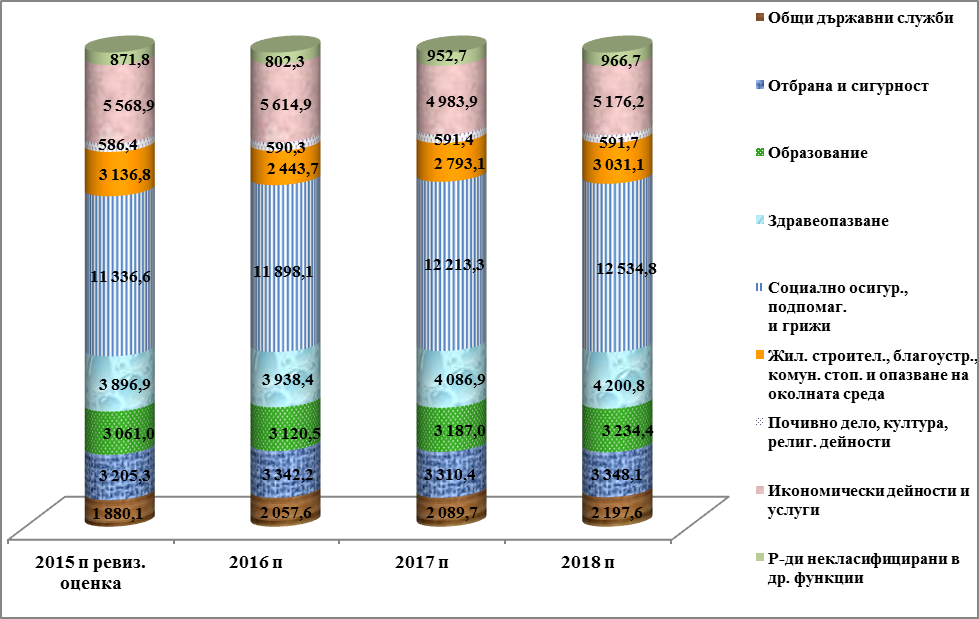 871,8
802,3
952,7
966,7
5 568,9
5 614,9
4 983,9
5 176,2
586,4
590,3
591,4
591,7
3 136,8
2 443,7
2 793,1
3 031,1
11 336,6
11 898,1
12 213,3
12 534,8
3 896,9
3 938,4
4 086,9
4 200,8
3 061,0
3 120,5
3 187,0
3 234,4
3 205,3
3 342,2
3 310,4
3 348,1
1 880,1
2 057,6
2 089,7
2 197,6
2015 п ревиз.
оценка
2016 п
2017 п
2018 п
Общи държавни служби
Отбрана и сигурност
Образование
Здравеопазване
Социално осигур.,
подпомаг.
и грижи
Жил. строител., благоустр.,
комун. стоп. и опазване на
околната среда
Почивно дело, култура,
религ. дейности
Икономически дейности и
услуги
Р-ди некласифицирани в
др. функции